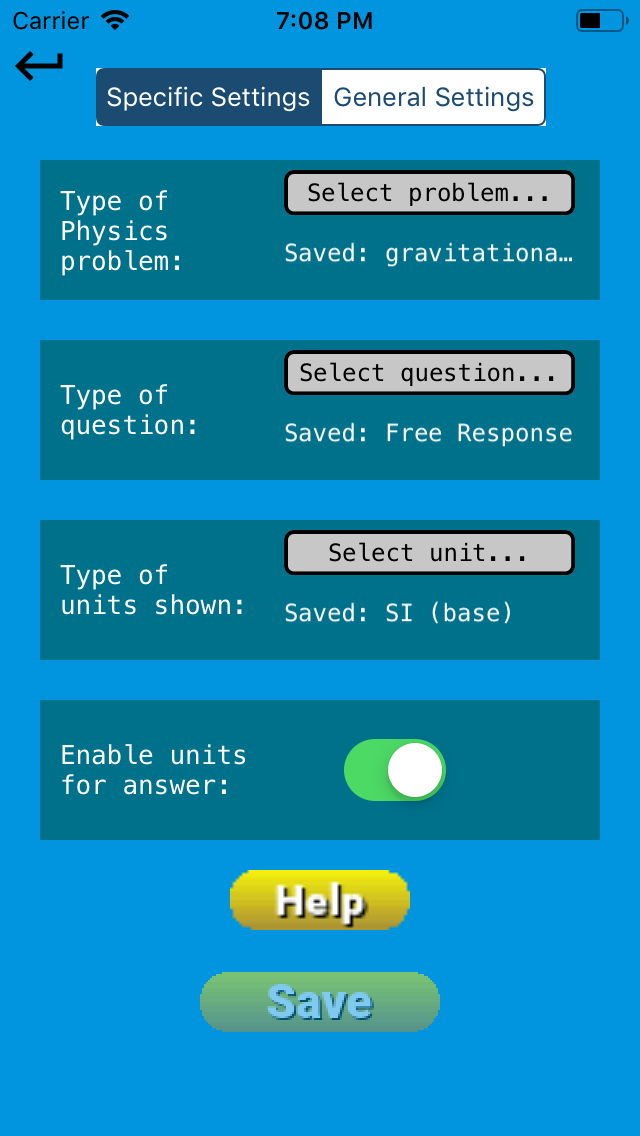 Carrier 7:08 PM
Specific Settings General Settings
Type of
Physics
problem:
Select problem...
Saved: gravitationa…
Type of
question:
Select question...
Saved: Free Response
Type of
units shown:
Select unit...
Saved: SI (base)
Enable units
for answer:
Help
Save